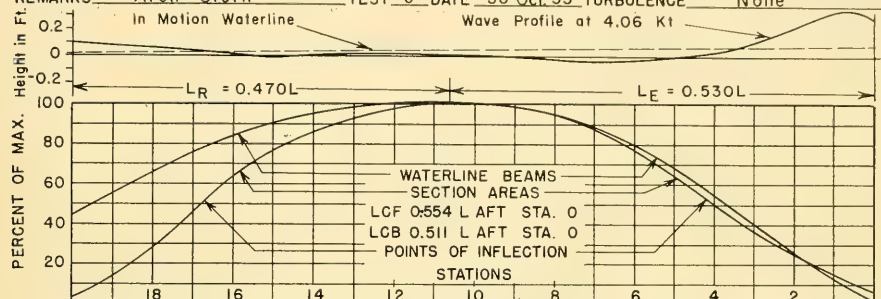 TEST 6 DATE 30 Oct. 53 TURBULENCE None
In Motion Waterline
Wave Profile at 4.06 Kt
Height in Ft.
0.2
0
-0.2
LR = 0.470L
LE = 0.530L
PERCENT OF MAX.
100
80
60
40
20
WATERLINE BEAMS
SECTION AREAS
LCF 0.554 L AFT STA. 0
LCB 0.511 L AFT STA. 0
POINTS OF INFLECTION
STATIONS
18 16 14 12 10 8 6 4 2